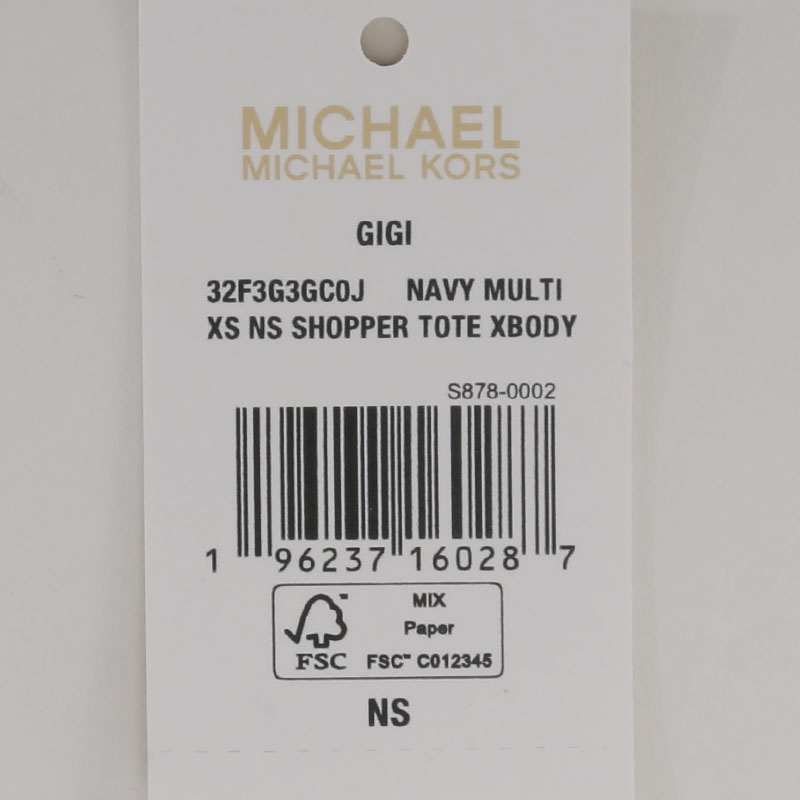 MICHAEL
MICHAEL KORS
GIGI
32F3G3GC0J NAVY MULTI
XS NS SHOPPER TOTE XBODY
S878-0002
1 96237 16028 7
MIX
Paper
FSC™ C012345
FSC
NS